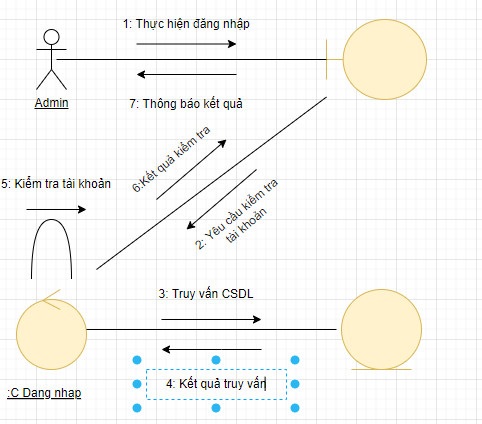 1: Thực hiện đăng nhập
Admin
7: Thông báo kết quả
6:Kết quả kiểm tra
5: Kiểm tra tài khoản
2: Yêu cầu kiểm tra
tài khoản
3: Truy vấn CSDL
4: Kết quả truy vấn
:C Dang nhap